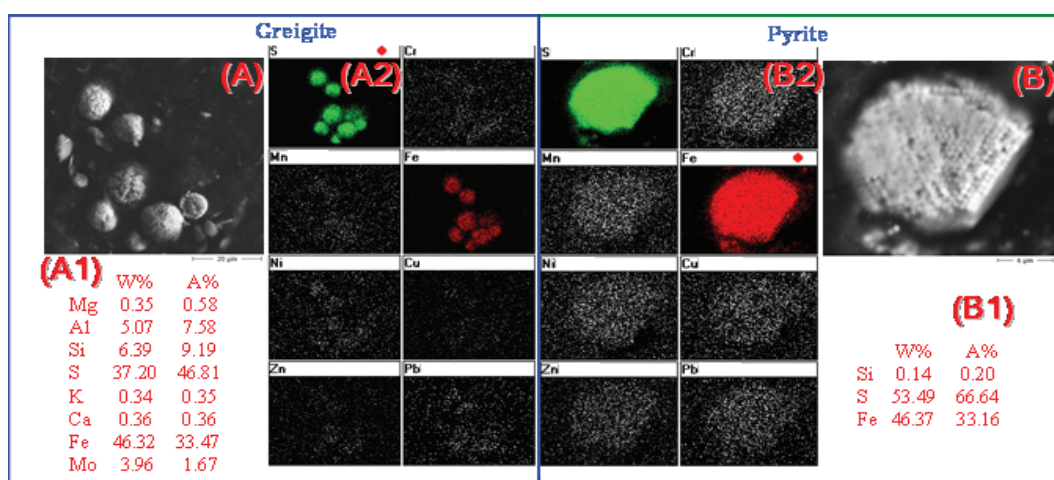 Greigite
Pyrite
S
Cr
S
Cr
(A)
(A2)
(B2)
(B)
Mn
Fe
Mn
Fe
20 µm
(A1)
Ni
Cu
Ni
Cu
W% A%
Mg 0.35 0.58
Al 5.07 7.58
Si 6.39 9.19
S 37.20 46.81
K 0.34 0.35
Ca 0.36 0.36
Fe 46.32 33.47
Mo 3.96 1.67
Zn
Pb
Zn
Pb
(B1)
W% A%
Si 0.14 0.20
S 53.49 66.64
Fe 46.37 33.16